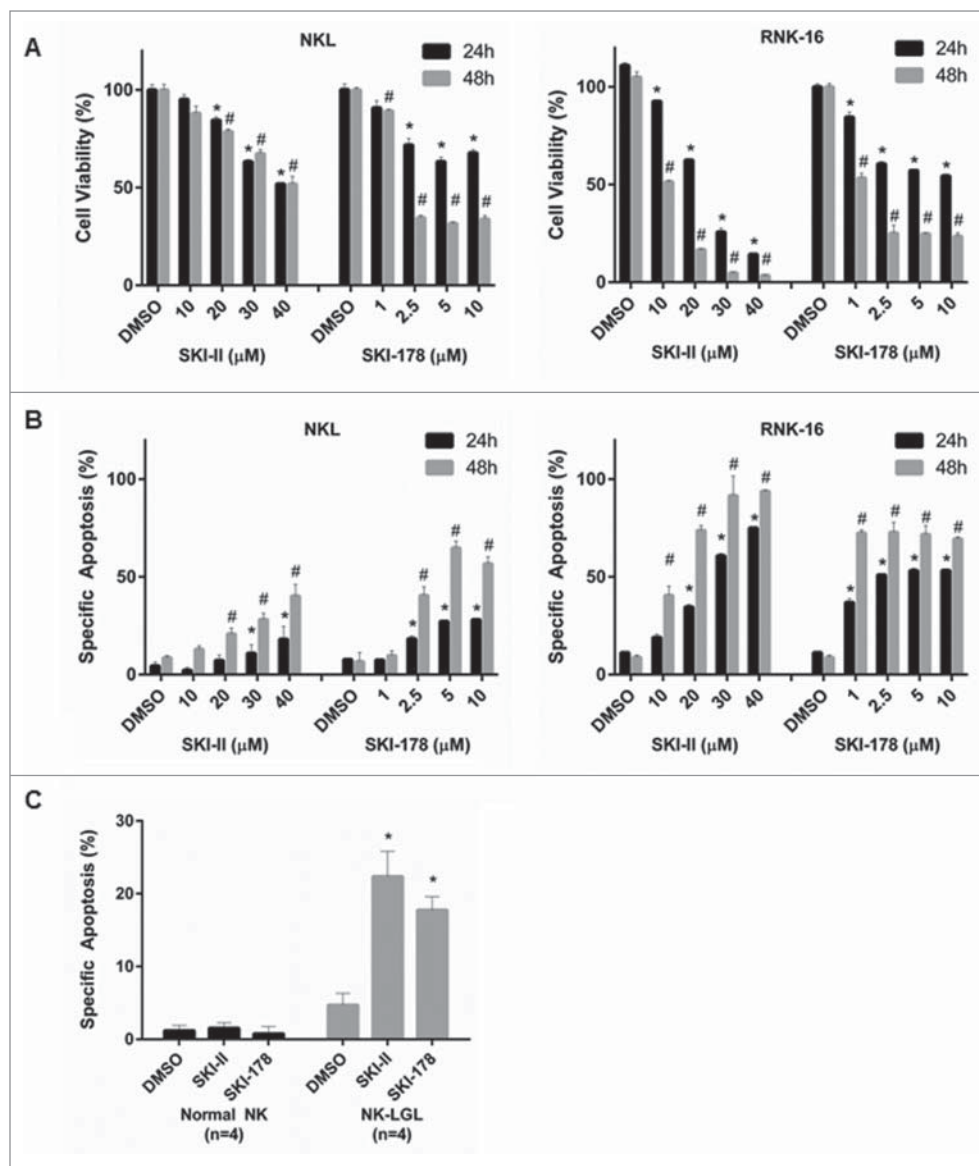 A
NKL
24h
48h
Cell Viability (%)
100
50
0
* # * # * #
# * # * # * #
DMSO 10 20 30 40 DMSO 1 2.5 5 10
SKI-II (μM) SKI-178 (μM)
RNK-16
24h
48h
Cell Viability (%)
100
50
0
* # * # * # * #
* # * # * # * #
DMSO 10 20 30 40 DMSO 1 2.5 5 10
SKI-II (μM) SKI-178 (μM)
B
NKL
24h
48h
Specific Apoptosis (%)
100
50
0
# * # * #
* # * # * #
DMSO 10 20 30 40 DMSO 1 2.5 5 10
SKI-II (μM) SKI-178 (μM)
RNK-16
24h
48h
Specific Apoptosis (%)
100
50
0
# * # * # * #
* # * # * # * #
DMSO 10 20 30 40 DMSO 1 2.5 5 10
SKI-II (μM) SKI-178 (μM)
C
Specific Apoptosis (%)
30
20
10
0
* *
DMSO SKI-II SKI-178 DMSO SKI-II SKI-178
Normal NK NK-LGL
(n=4) (n=4)